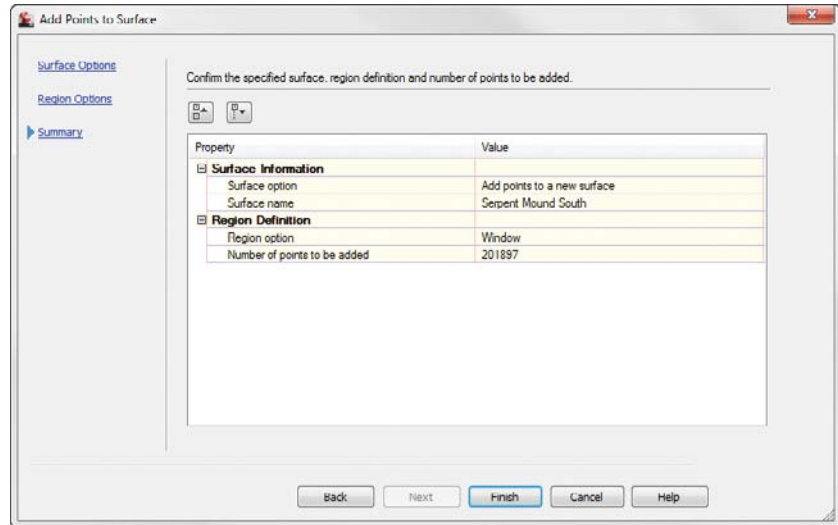 Add Points to Surface
Surface Options
Region Options
Summary
Confirm the specified surface, region definition and number of points to be added.
Property Value
Surface Information
Surface option Add points to a new surface
Surface name Serpent Mound South
Region Definition
Region option Window
Number of points to be added 201897
Back Next Finish Cancel Help